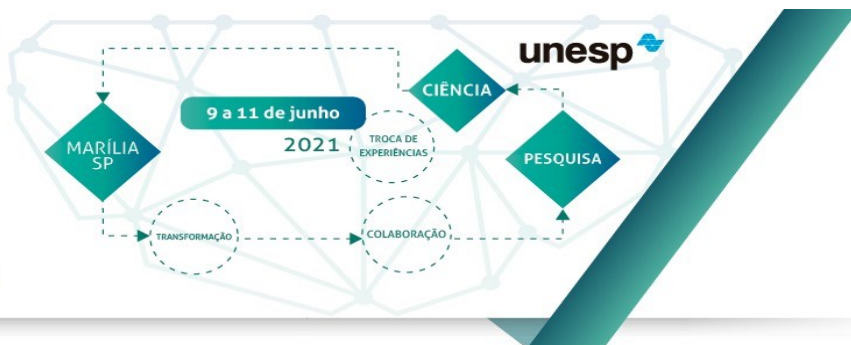 unesp
CIÊNCIA
9 a 11 de junho
2021
TROCA DE
EXPERIÊNCIAS
MARÍLIA
SP
PESQUISA
TRANSFORMAÇÃO
COLABORAÇÃO